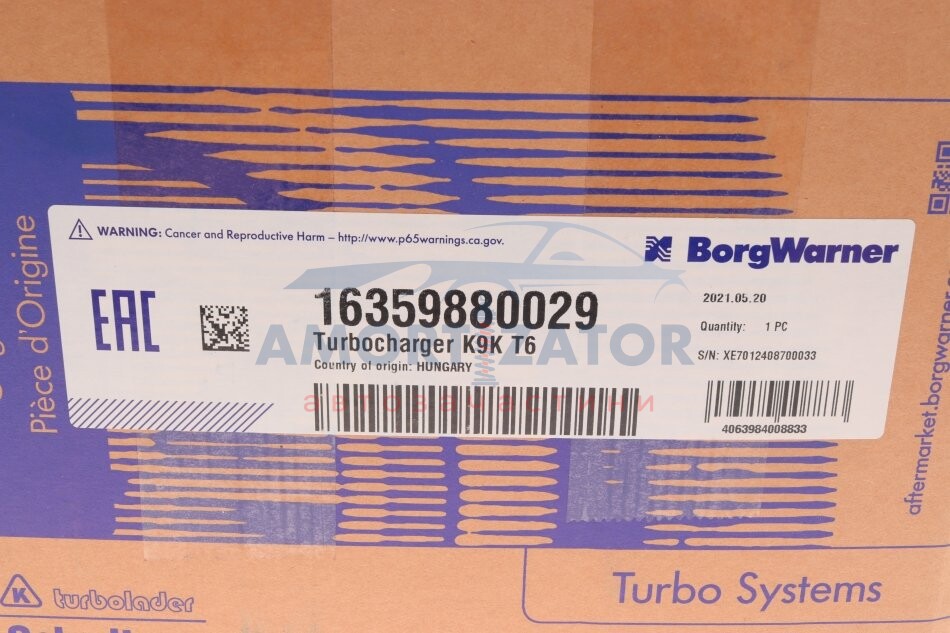 Pièce d'Origine
WARNING: Cancer and Reproductive Harm – http://www.p65warnings.ca.gov.
BorgWarner
EAC
16359880029
Turbocharger K9K T6
Country of origin: HUNGARY
2021.05.20
Quantity: 1 PC
S/N: XE7012408700033
4063984008833
AMORTIZATOR
автозапчастини
aftermarket.borgwarner
K turbolader
Turbo Systems